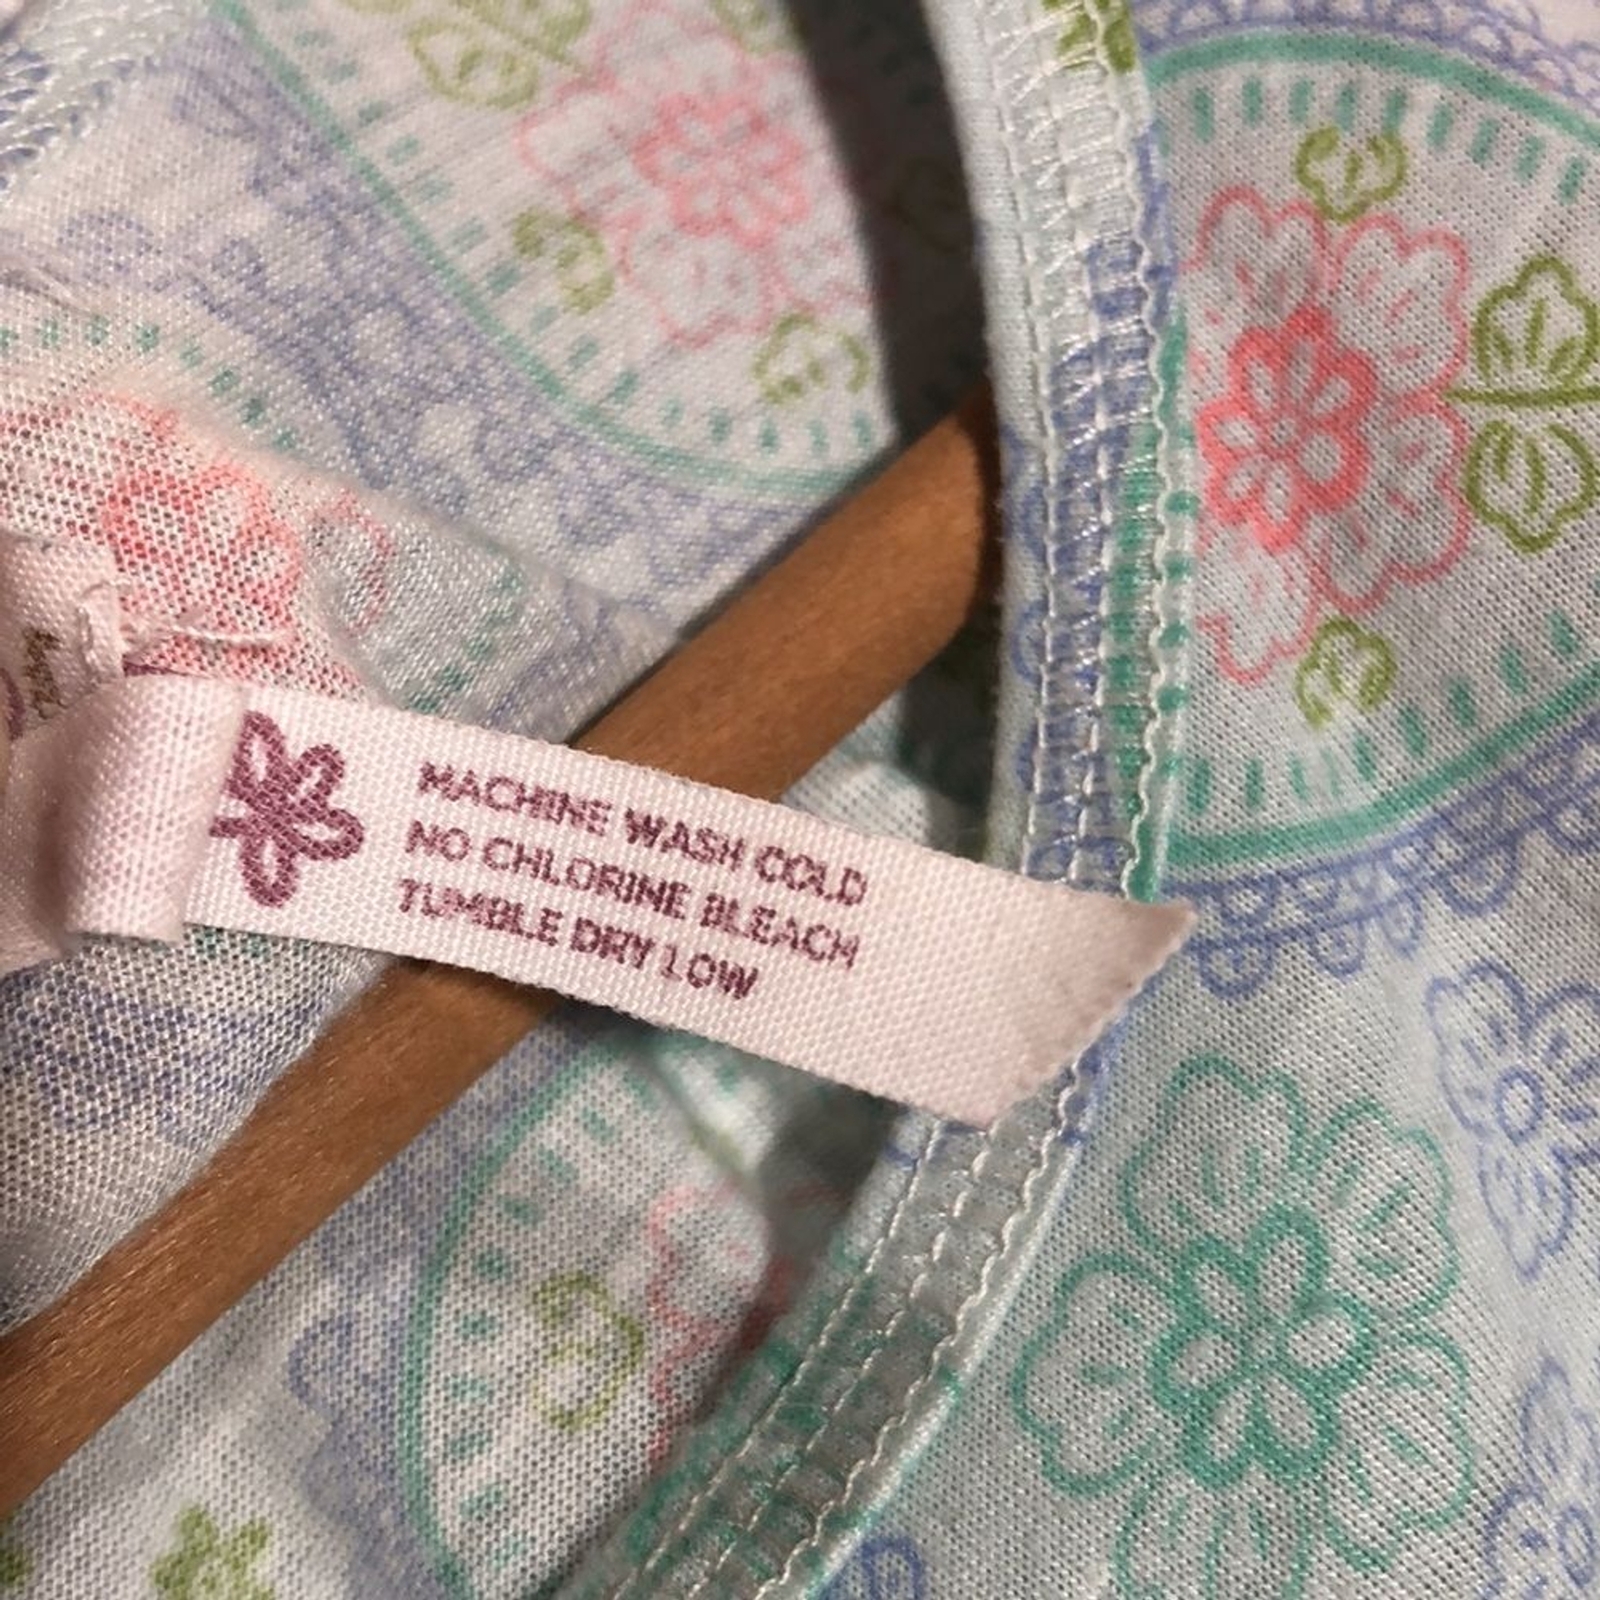 MACHINE WASH COLD
NO CHLORINE BLEACH
TUMBLE DRY LOW